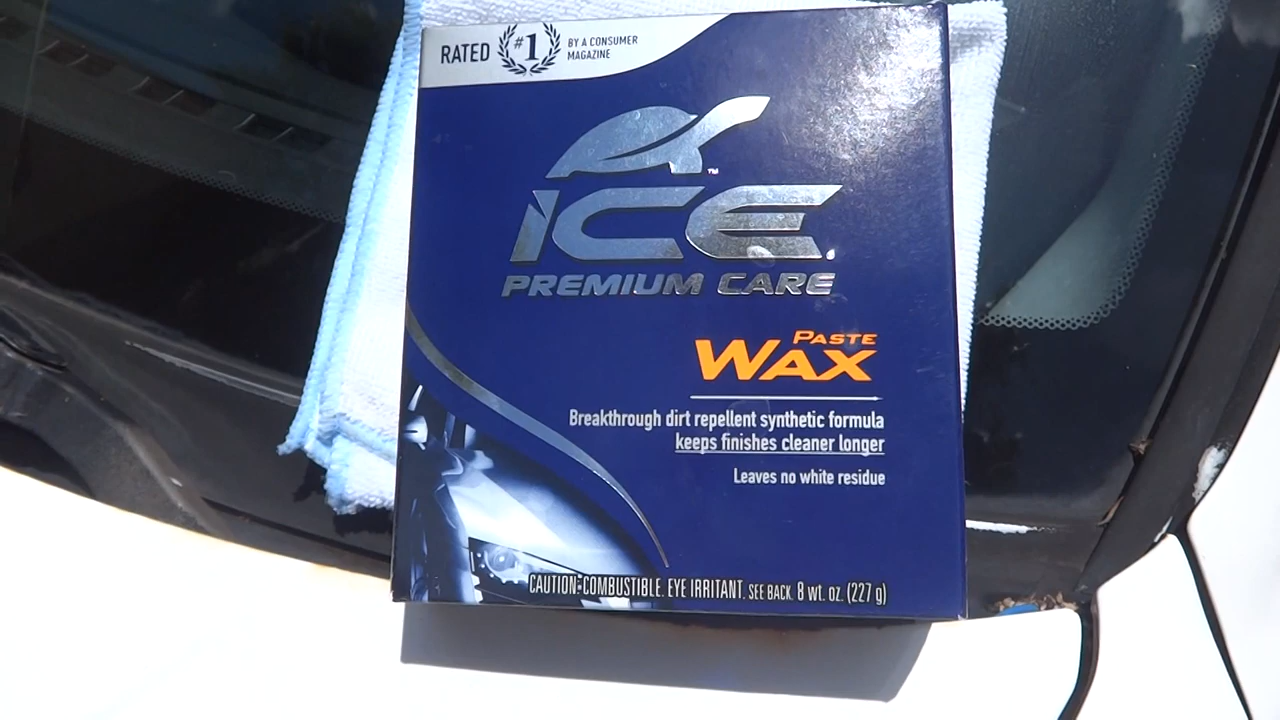 RATED #1 BY A CONSUMER
MAGAZINE
ICE
PREMIUM CARE
PASTE
WAX
Breakthrough dirt repellent synthetic formula
keeps finishes cleaner longer
Leaves no white residue
CAUTION: COMBUSTIBLE. EYE IRRITANT. SEE BACK. 8 wt. oz. (227 g)